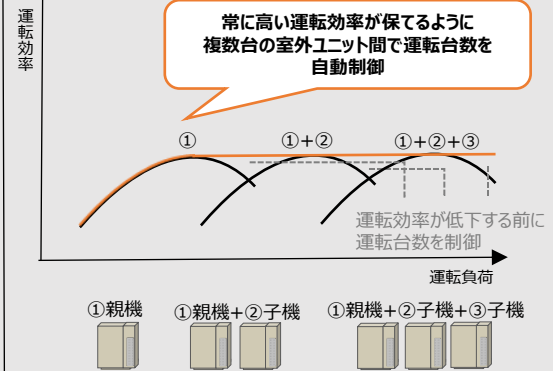 運転効率
常に高い運転効率が保てるように
複数台の室外ユニット間で運転台数を
自動制御
①
①+②
①+②+③
運転効率が低下する前に
運転台数を制御
運転負荷
①親機
①親機+②子機
①親機+②子機+③子機